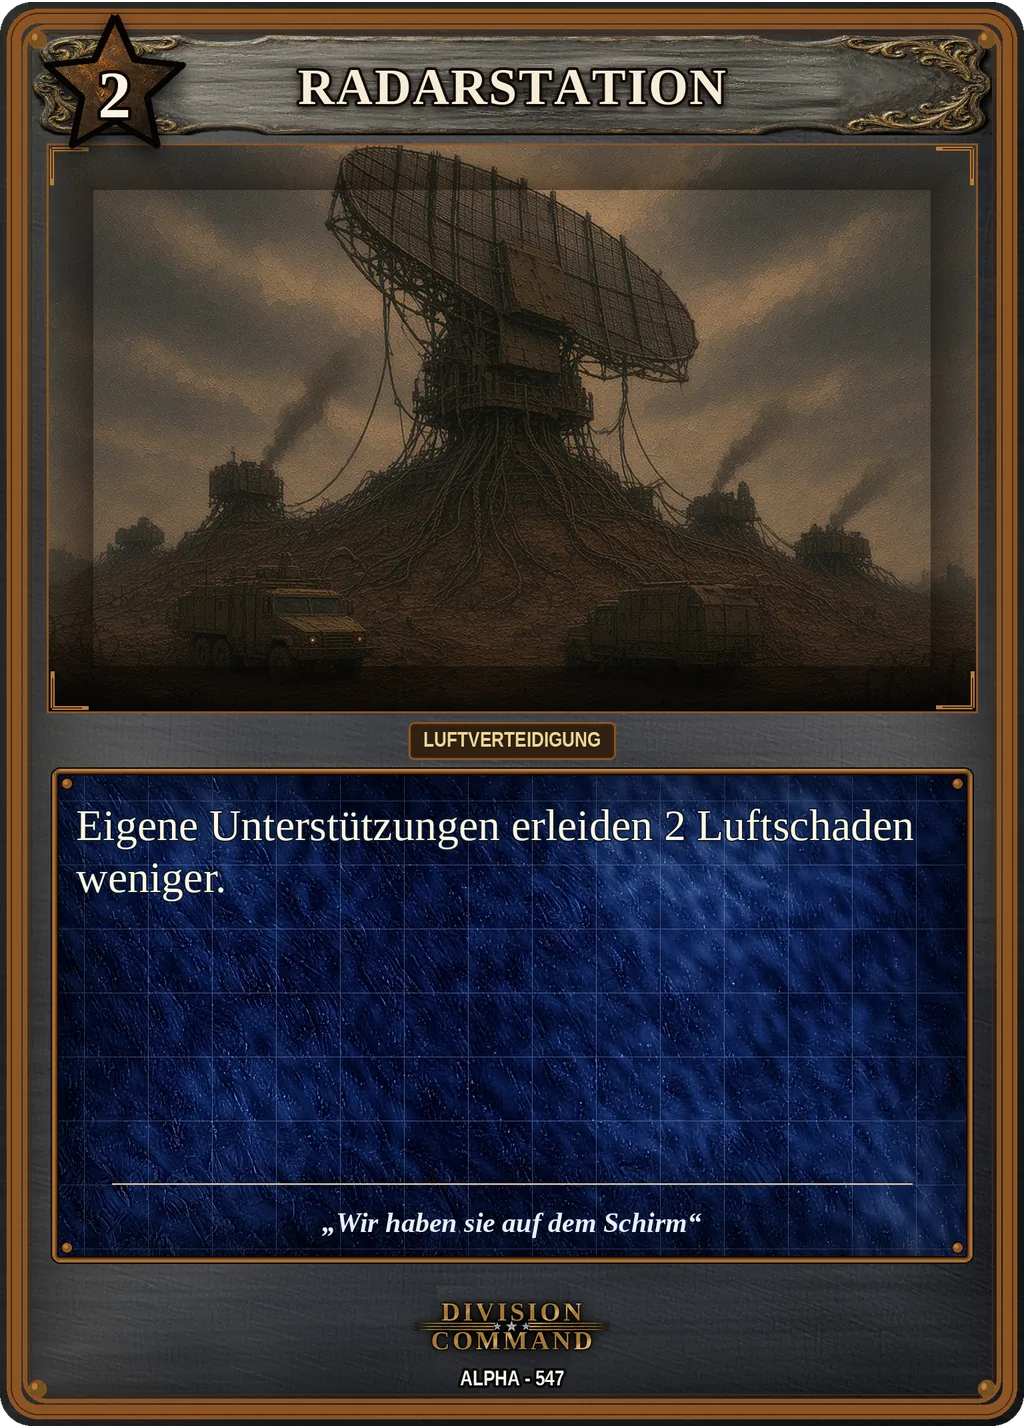 2
RADARSTATION
LUFTVERTEIDIGUNG
Eigene Unterstützungen erleiden 2 Luftschaden
weniger.
„Wir haben sie auf dem Schirm“
DIVISION
COMMAND
ALPHA - 547